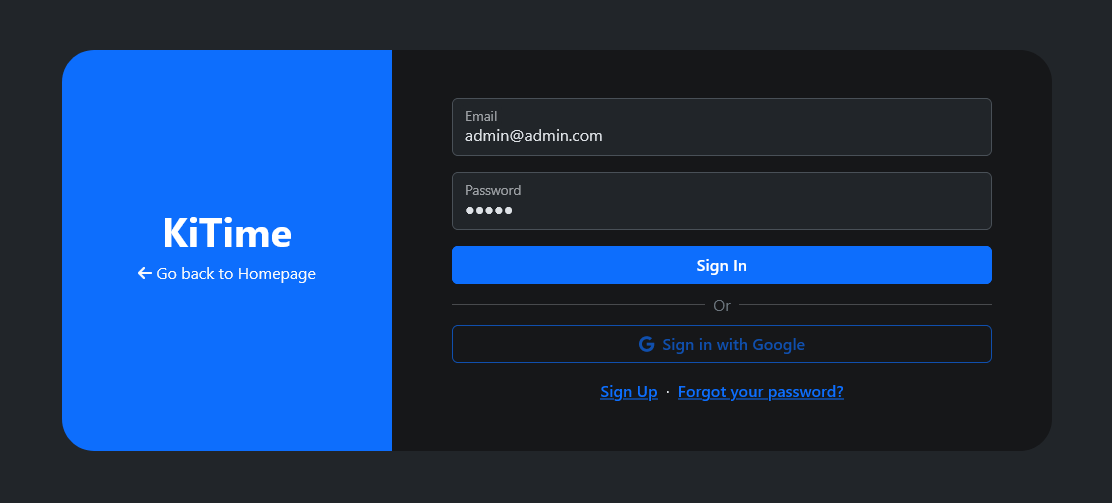 KiTime
Go back to Homepage
Email
admin@admin.com
Password
●●●●●
Sign In
Or
Sign in with Google
Sign Up · Forgot your password?